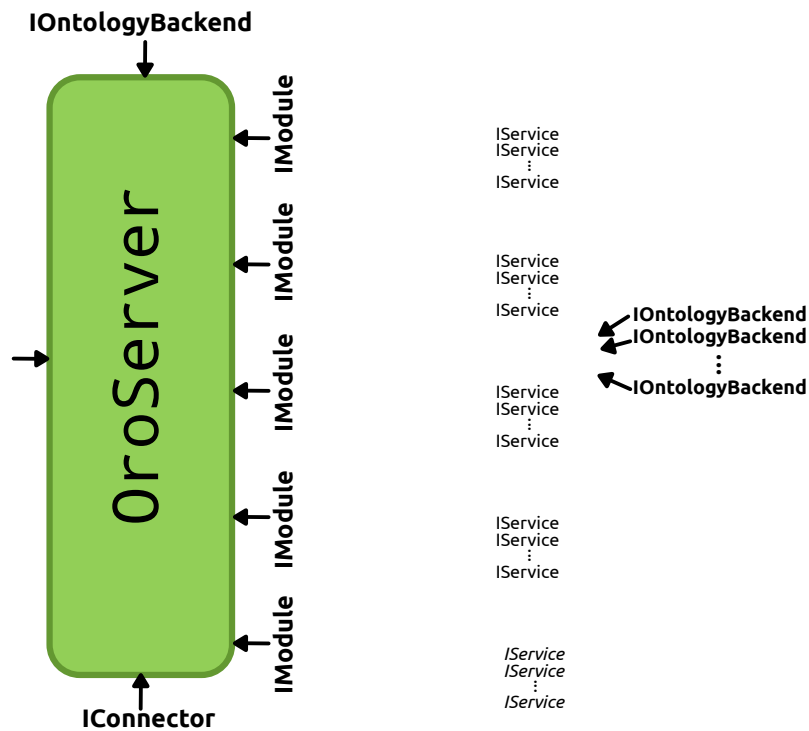 IOntologyBackend
OroServer
IModule
IModule
IModule
IModule
IModule
IConnector
IService
IService
⋮
IService
IService
IService
⋮
IService
IService
IService
⋮
IService
IService
IService
⋮
IService
IService
IService
⋮
IService
IOntologyBackend
IOntologyBackend
⋮
IOntologyBackend